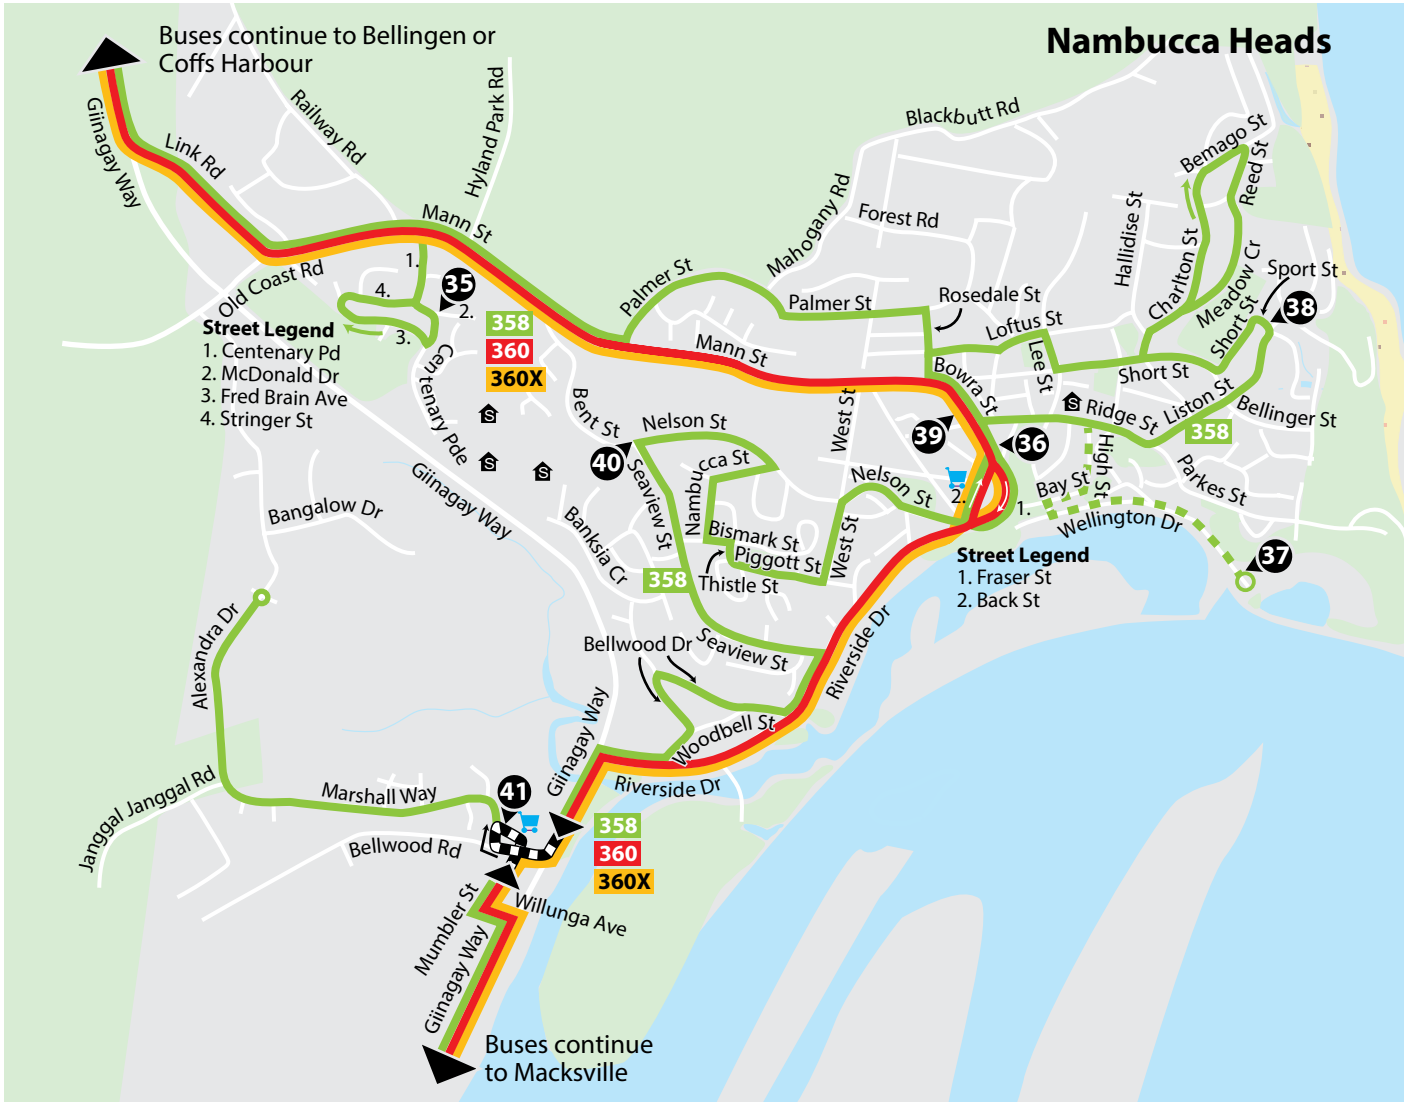 Buses continue to Bellingen or
Coffs Harbour
Nambucca Heads
Giinagay Way
Link Rd
Railway Rd
Hyland Park Rd
Blackbutt Rd
Bemago St
Reed St
Mann St
Mahogany Rd
Forest Rd
Hallidise St
Charlton St
Meadow Cr
Sport St
Old Coast Rd
1.
4.
35
2.
3.
Palmer St
Palmer St
Rosedale St
Loftus St
Short St
38
Street Legend
1. Centenary Pd
2. McDonald Dr
3. Fred Brain Ave
4. Stringer St
358
360
360X
Mann St
Lee St
Short St
Bowra St
Centenary Pde
Bent St
Nelson St
West St
39
36
S
Ridge St
Liston St
358
Bellinger St
S
S
S
40
Nambucca St
Seaview St
Nelson St
2.
1.
Bay St
High St
Parkes St
Wellington Dr
Giinagay Way
Bangalow Dr
Banksia Cr
Bismark St
Piggott St
Thistle St
West St
358
Street Legend
1. Fraser St
2. Back St
37
Alexandra Dr
Bellwood Dr
Seaview St
Riverside Dr
Woodbell St
Giinagay Way
Riverside Dr
Janggal Janggal Rd
Marshall Way
41
Bellwood Rd
358
360
360X
Mumbler St
Willunga Ave
Giinagay Way
Buses continue
to Macksville